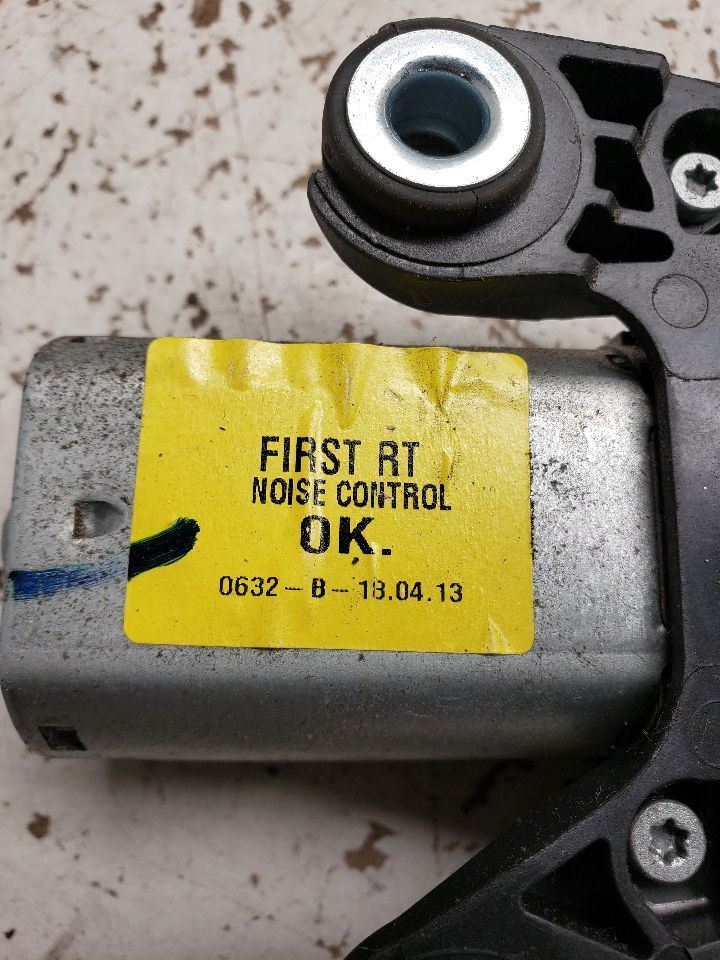 FIRST RT
NOISE CONTROL
OK.
0632-B-18.04.13